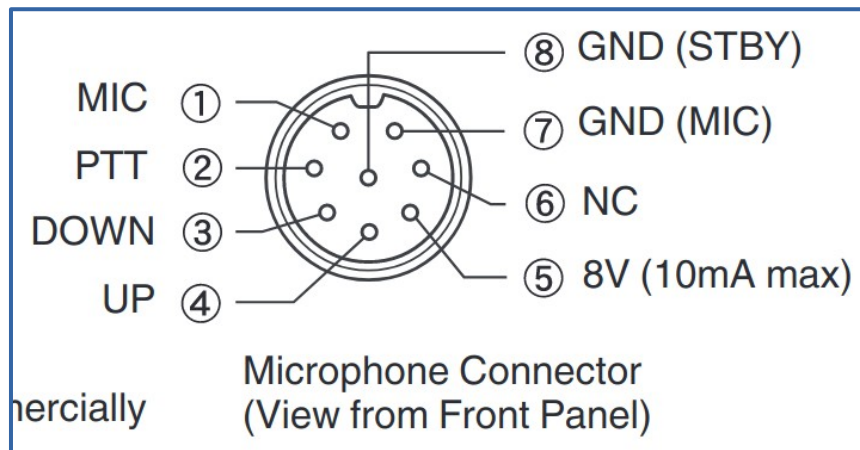 MIC ①
PTT ②
DOWN ③
UP ④
⑧ GND (STBY)
⑦ GND (MIC)
⑥ NC
⑤ 8V (10mA max)
Microphone Connector
(View from Front Panel)
nercially